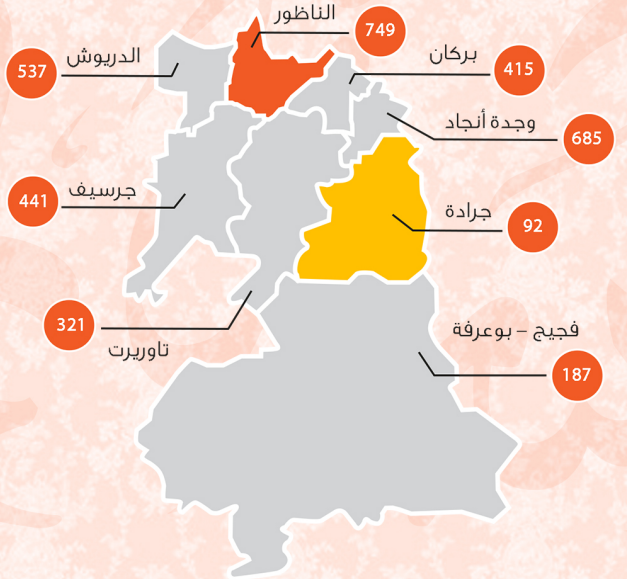 الناظور
749
بركان
415
الدريوش
537
وجدة أنجاد
685
جرسيف
441
جرادة
92
تاوريرت
321
فجيج – بوعرفة
187